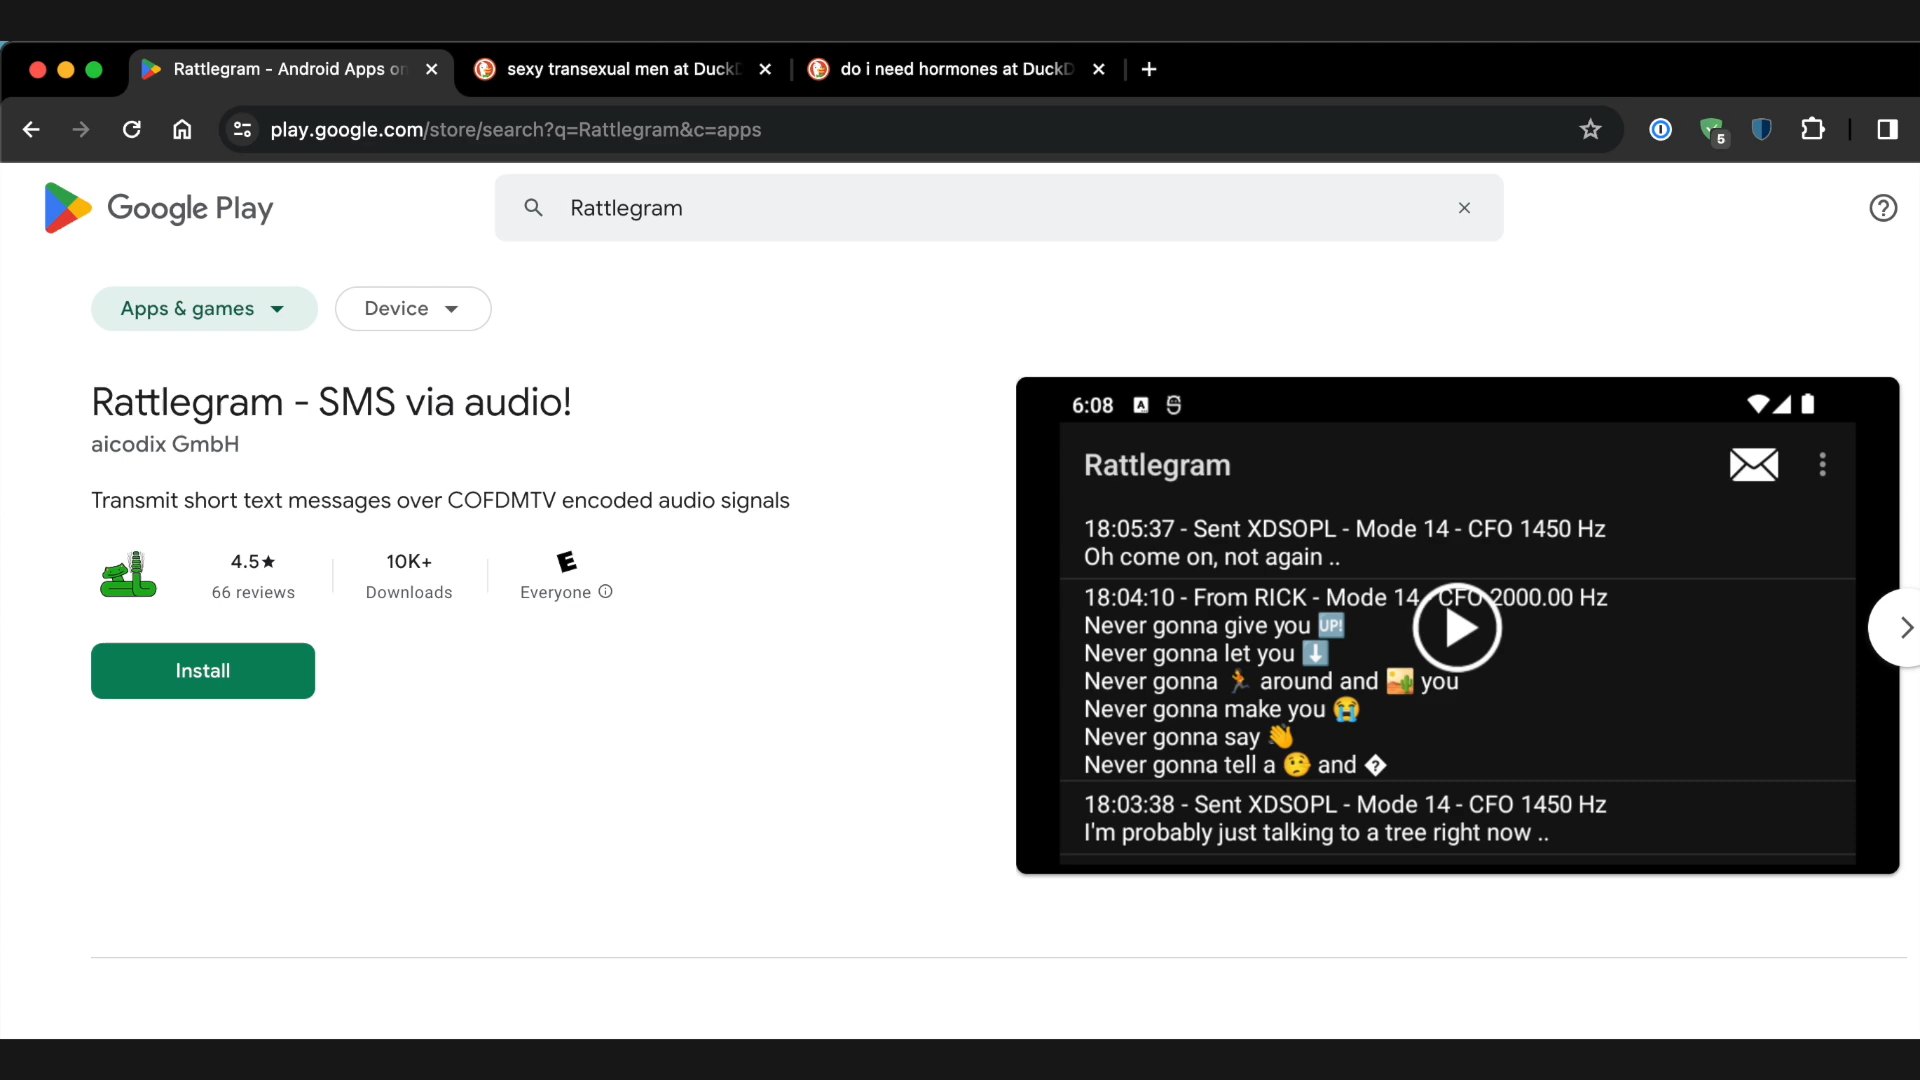 Rattlegram - Android Apps on
sexy transexual men at DuckD
do i need hormones at DuckD
play.google.com/store/search?q=Rattlegram&c=apps
5
Google Play
Rattlegram
Apps & games
Device
Rattlegram - SMS via audio!
aicodix GmbH
Transmit short text messages over COFDMTV encoded audio signals
4.5★
66 reviews
10K+
Downloads
E
Everyone
Install
6:08
Rattlegram
18:05:37 - Sent XDSOPL - Mode 14 - CFO 1450 Hz
Oh come on, not again ..
18:04:10 - From RICK - Mode 14 - CFO 2000.00 Hz
Never gonna give you 🆙
Never gonna let you ⬇️
Never gonna 🏃 around and 🏜️ you
Never gonna make you 😭
Never gonna say 👋
Never gonna tell a 🤥 and �
18:03:38 - Sent XDSOPL - Mode 14 - CFO 1450 Hz
I'm probably just talking to a tree right now ..